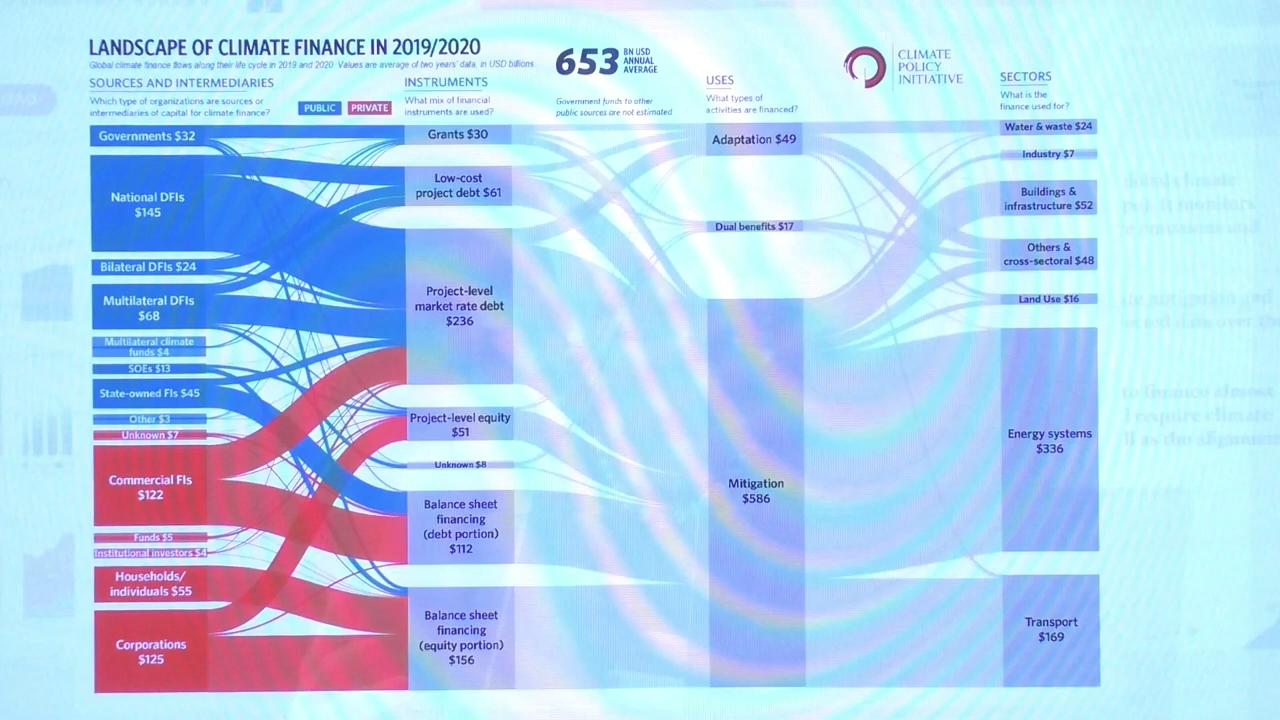 LANDSCAPE OF CLIMATE FINANCE IN 2019/2020
Global climate finance flows along their life cycle in 2019 and 2020. Values are average of two years' data, in USD billions
653 BN USD
ANNUAL
AVERAGE
Government funds to other
public sources are not estimated
CLIMATE
POLICY
INITIATIVE
SOURCES AND INTERMEDIARIES
Which type of organizations are sources or
intermediaries of capital for climate finance?
PUBLIC
PRIVATE
INSTRUMENTS
What mix of financial
instruments are used?
USES
What types of
activities are financed?
SECTORS
What is the
finance used for?
Governments $32
National DFIs
$145
Bilateral DFIs $24
Multilateral DFIs
$68
Multilateral climate
funds $4
SOEs $13
State-owned FIs $45
Other $3
Unknown $7
Commercial FIs
$122
Funds $5
Institutional investors $4
Households/
individuals $55
Corporations
$125
Grants $30
Low-cost
project debt $61
Project-level
market rate debt
$236
Project-level equity
$51
Unknown $8
Balance sheet
financing
(debt portion)
$112
Balance sheet
financing
(equity portion)
$156
Adaptation $49
Dual benefits $17
Mitigation
$586
Water & waste $24
Industry $7
Buildings &
infrastructure $52
Others &
cross-sectoral $48
Land Use $16
Energy systems
$336
Transport
$169